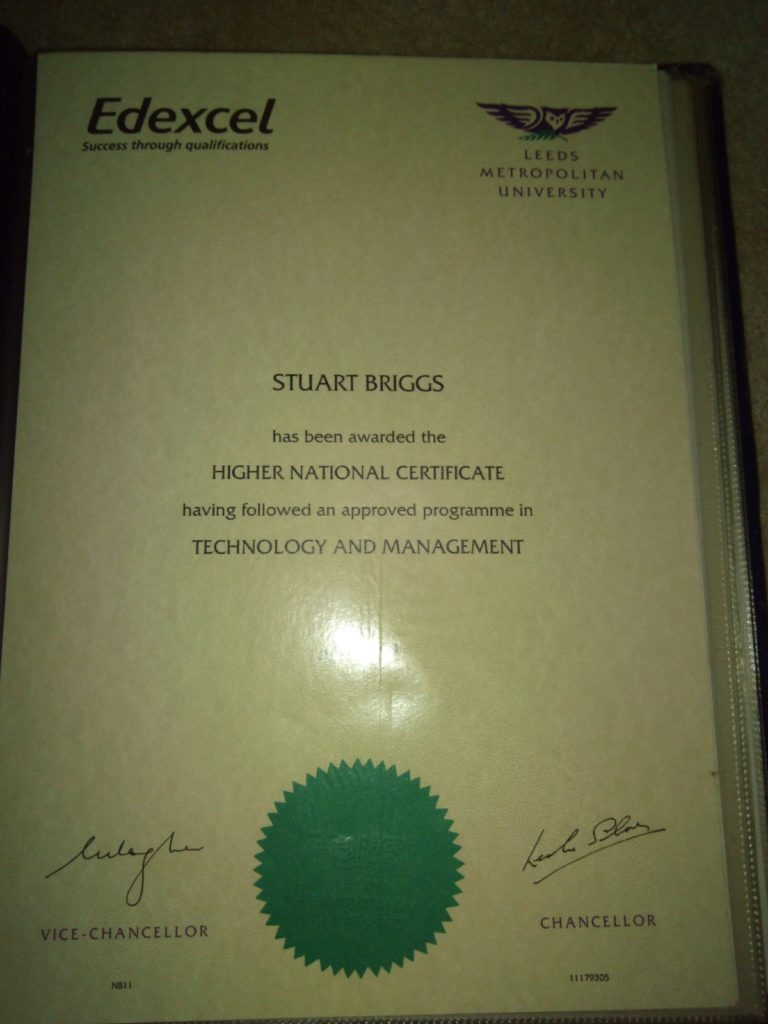 Edexcel
Success through qualifications
LEEDS
METROPOLITAN
UNIVERSITY
STUART BRIGGS
has been awarded the
HIGHER NATIONAL CERTIFICATE
having followed an approved programme in
TECHNOLOGY AND MANAGEMENT
VICE-CHANCELLOR
CHANCELLOR
N811
11179305